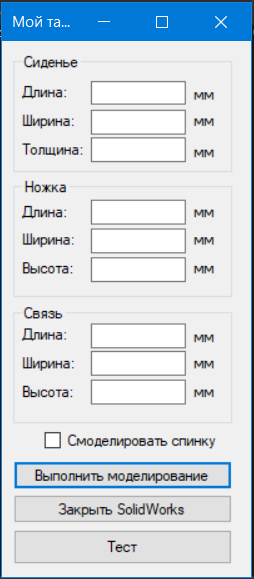 Мой та...
Сиденье
Длина: мм
Ширина: мм
Толщина: мм
Ножка
Длина: мм
Ширина: мм
Высота: мм
Связь
Длина: мм
Ширина: мм
Высота: мм
Смоделировать спинку
Выполнить моделирование
Закрыть SolidWorks
Тест